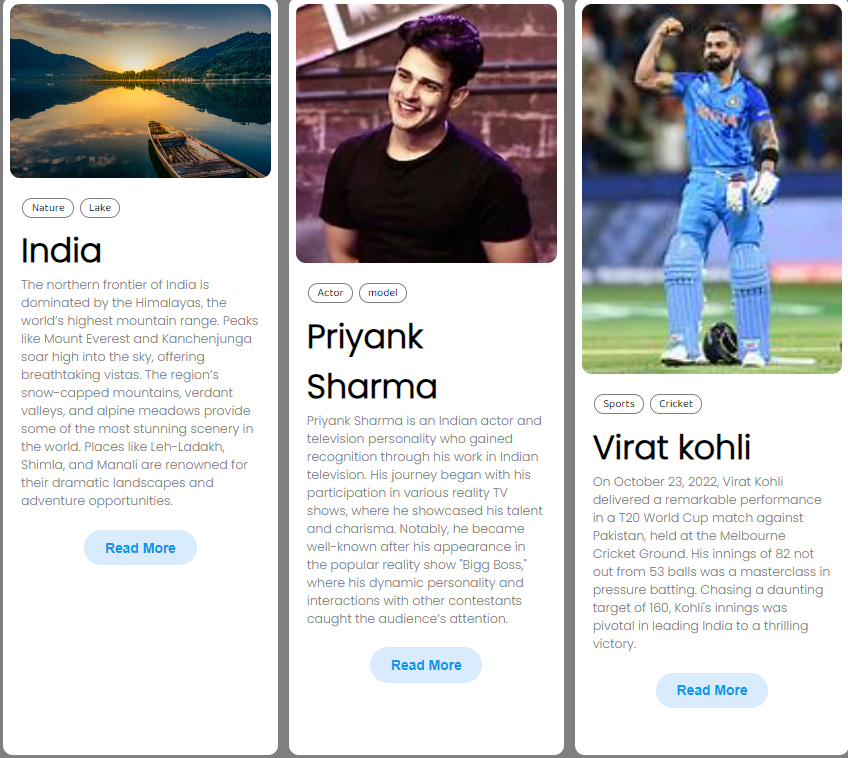 Nature
Lake
India
The northern frontier of India is
dominated by the Himalayas, the
world’s highest mountain range. Peaks
like Mount Everest and Kanchenjunga
soar high into the sky, offering
breathtaking vistas. The region’s
snow-capped mountains, verdant
valleys, and alpine meadows provide
some of the most stunning scenery in
the world. Places like Leh-Ladakh,
Shimla, and Manali are renowned for
their dramatic landscapes and
adventure opportunities.
Read More
Actor
model
Priyank
Sharma
Priyank Sharma is an Indian actor and
television personality who gained
recognition through his work in Indian
television. His journey began with his
participation in various reality TV
shows, where he showcased his talent
and charisma. Notably, he became
well-known after his appearance in
the popular reality show "Bigg Boss,"
where his dynamic personality and
interactions with other contestants
caught the audience’s attention.
Read More
INDIA
Sports
Cricket
Virat kohli
On October 23, 2022, Virat Kohli
delivered a remarkable performance
in a T20 World Cup match against
Pakistan, held at the Melbourne
Cricket Ground. His innings of 82 not
out from 53 balls was a masterclass in
pressure batting. Chasing a daunting
target of 160, Kohli's innings was
pivotal in leading India to a thrilling
victory.
Read More